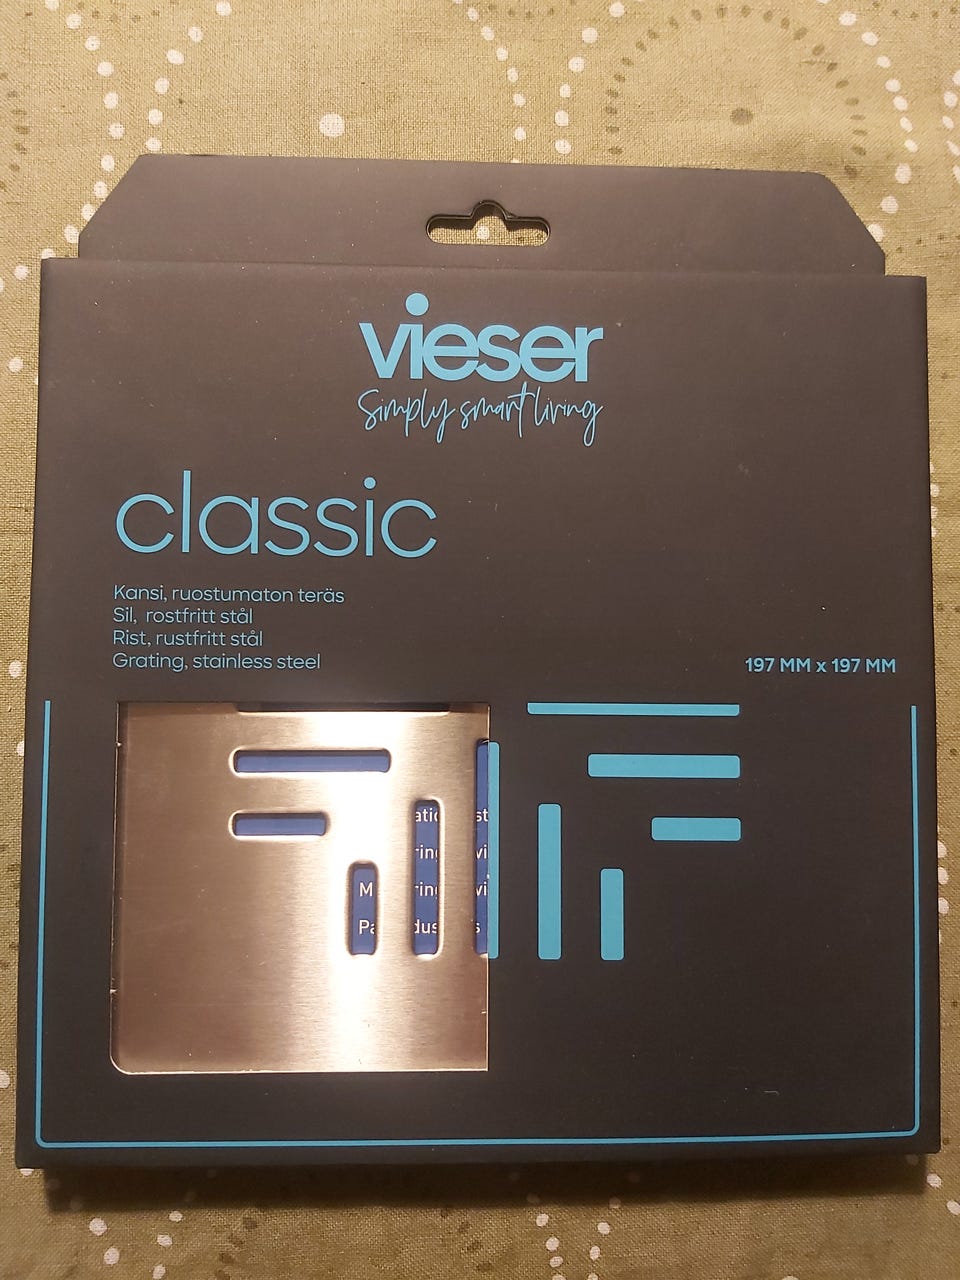 vieser
Simply smart living
classic
Kansi, ruostumaton teräs
Sil, rostfritt stål
Rist, rustfritt stål
Grating, stainless steel
197 MM x 197 MM